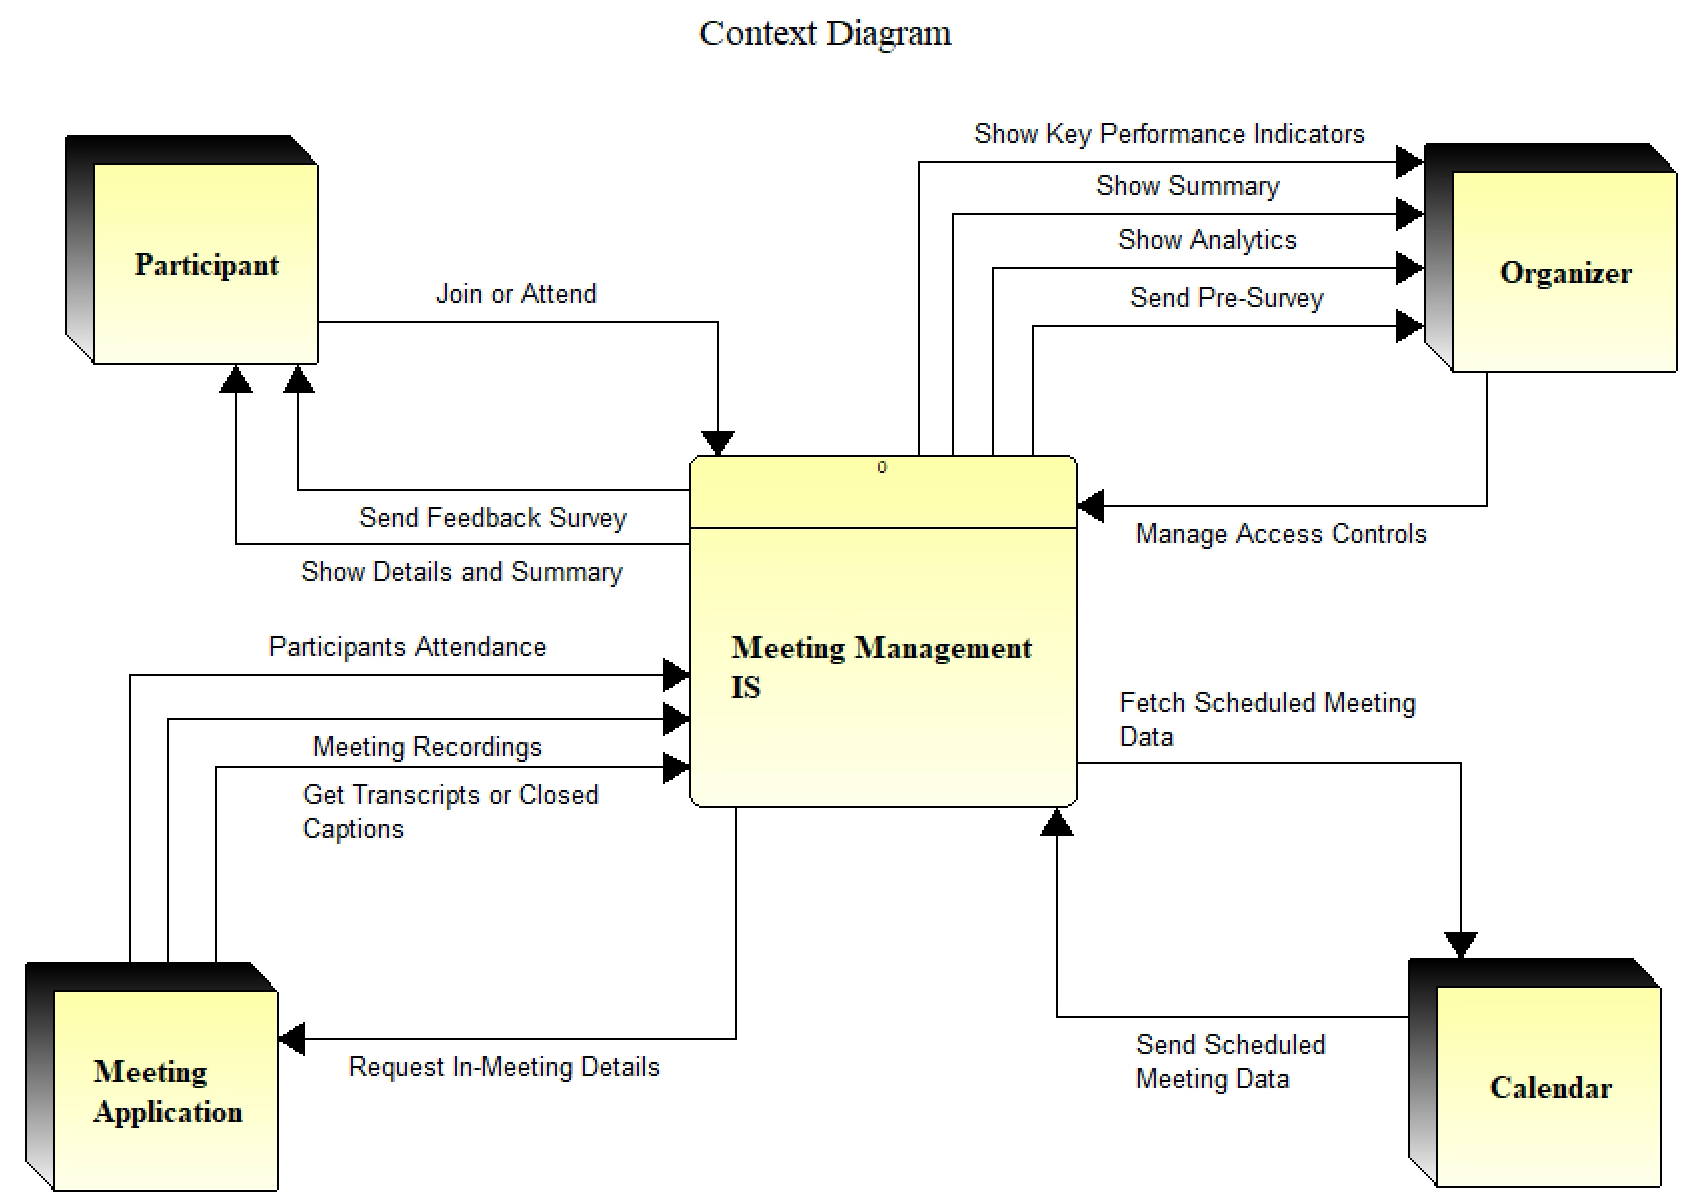 Context Diagram
Show Key Performance Indicators
Show Summary
Show Analytics
Send Pre-Survey
Participant
Organizer
Join or Attend
0
Send Feedback Survey
Manage Access Controls
Show Details and Summary
Participants Attendance
Meeting Management
IS
Meeting Recordings
Get Transcripts or Closed
Captions
Fetch Scheduled Meeting
Data
Request In-Meeting Details
Send Scheduled
Meeting Data
Meeting
Application
Calendar